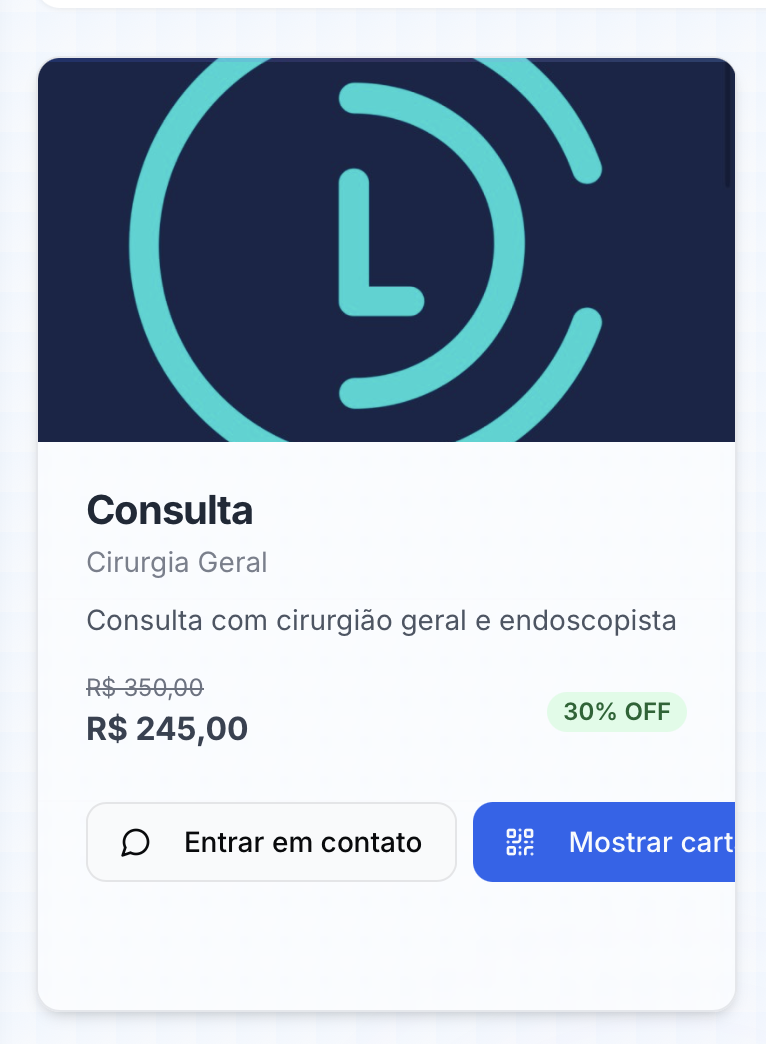 Consulta
Cirurgia Geral
Consulta com cirurgião geral e endoscopista
R$ 350,00
R$ 245,00
30% OFF
Entrar em contato
Mostrar cart